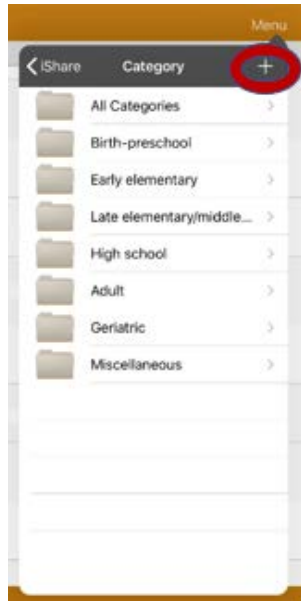 Menu
iShare Category +
All Categories
Birth-preschool
Early elementary
Late elementary/middle...
High school
Adult
Geriatric
Miscellaneous